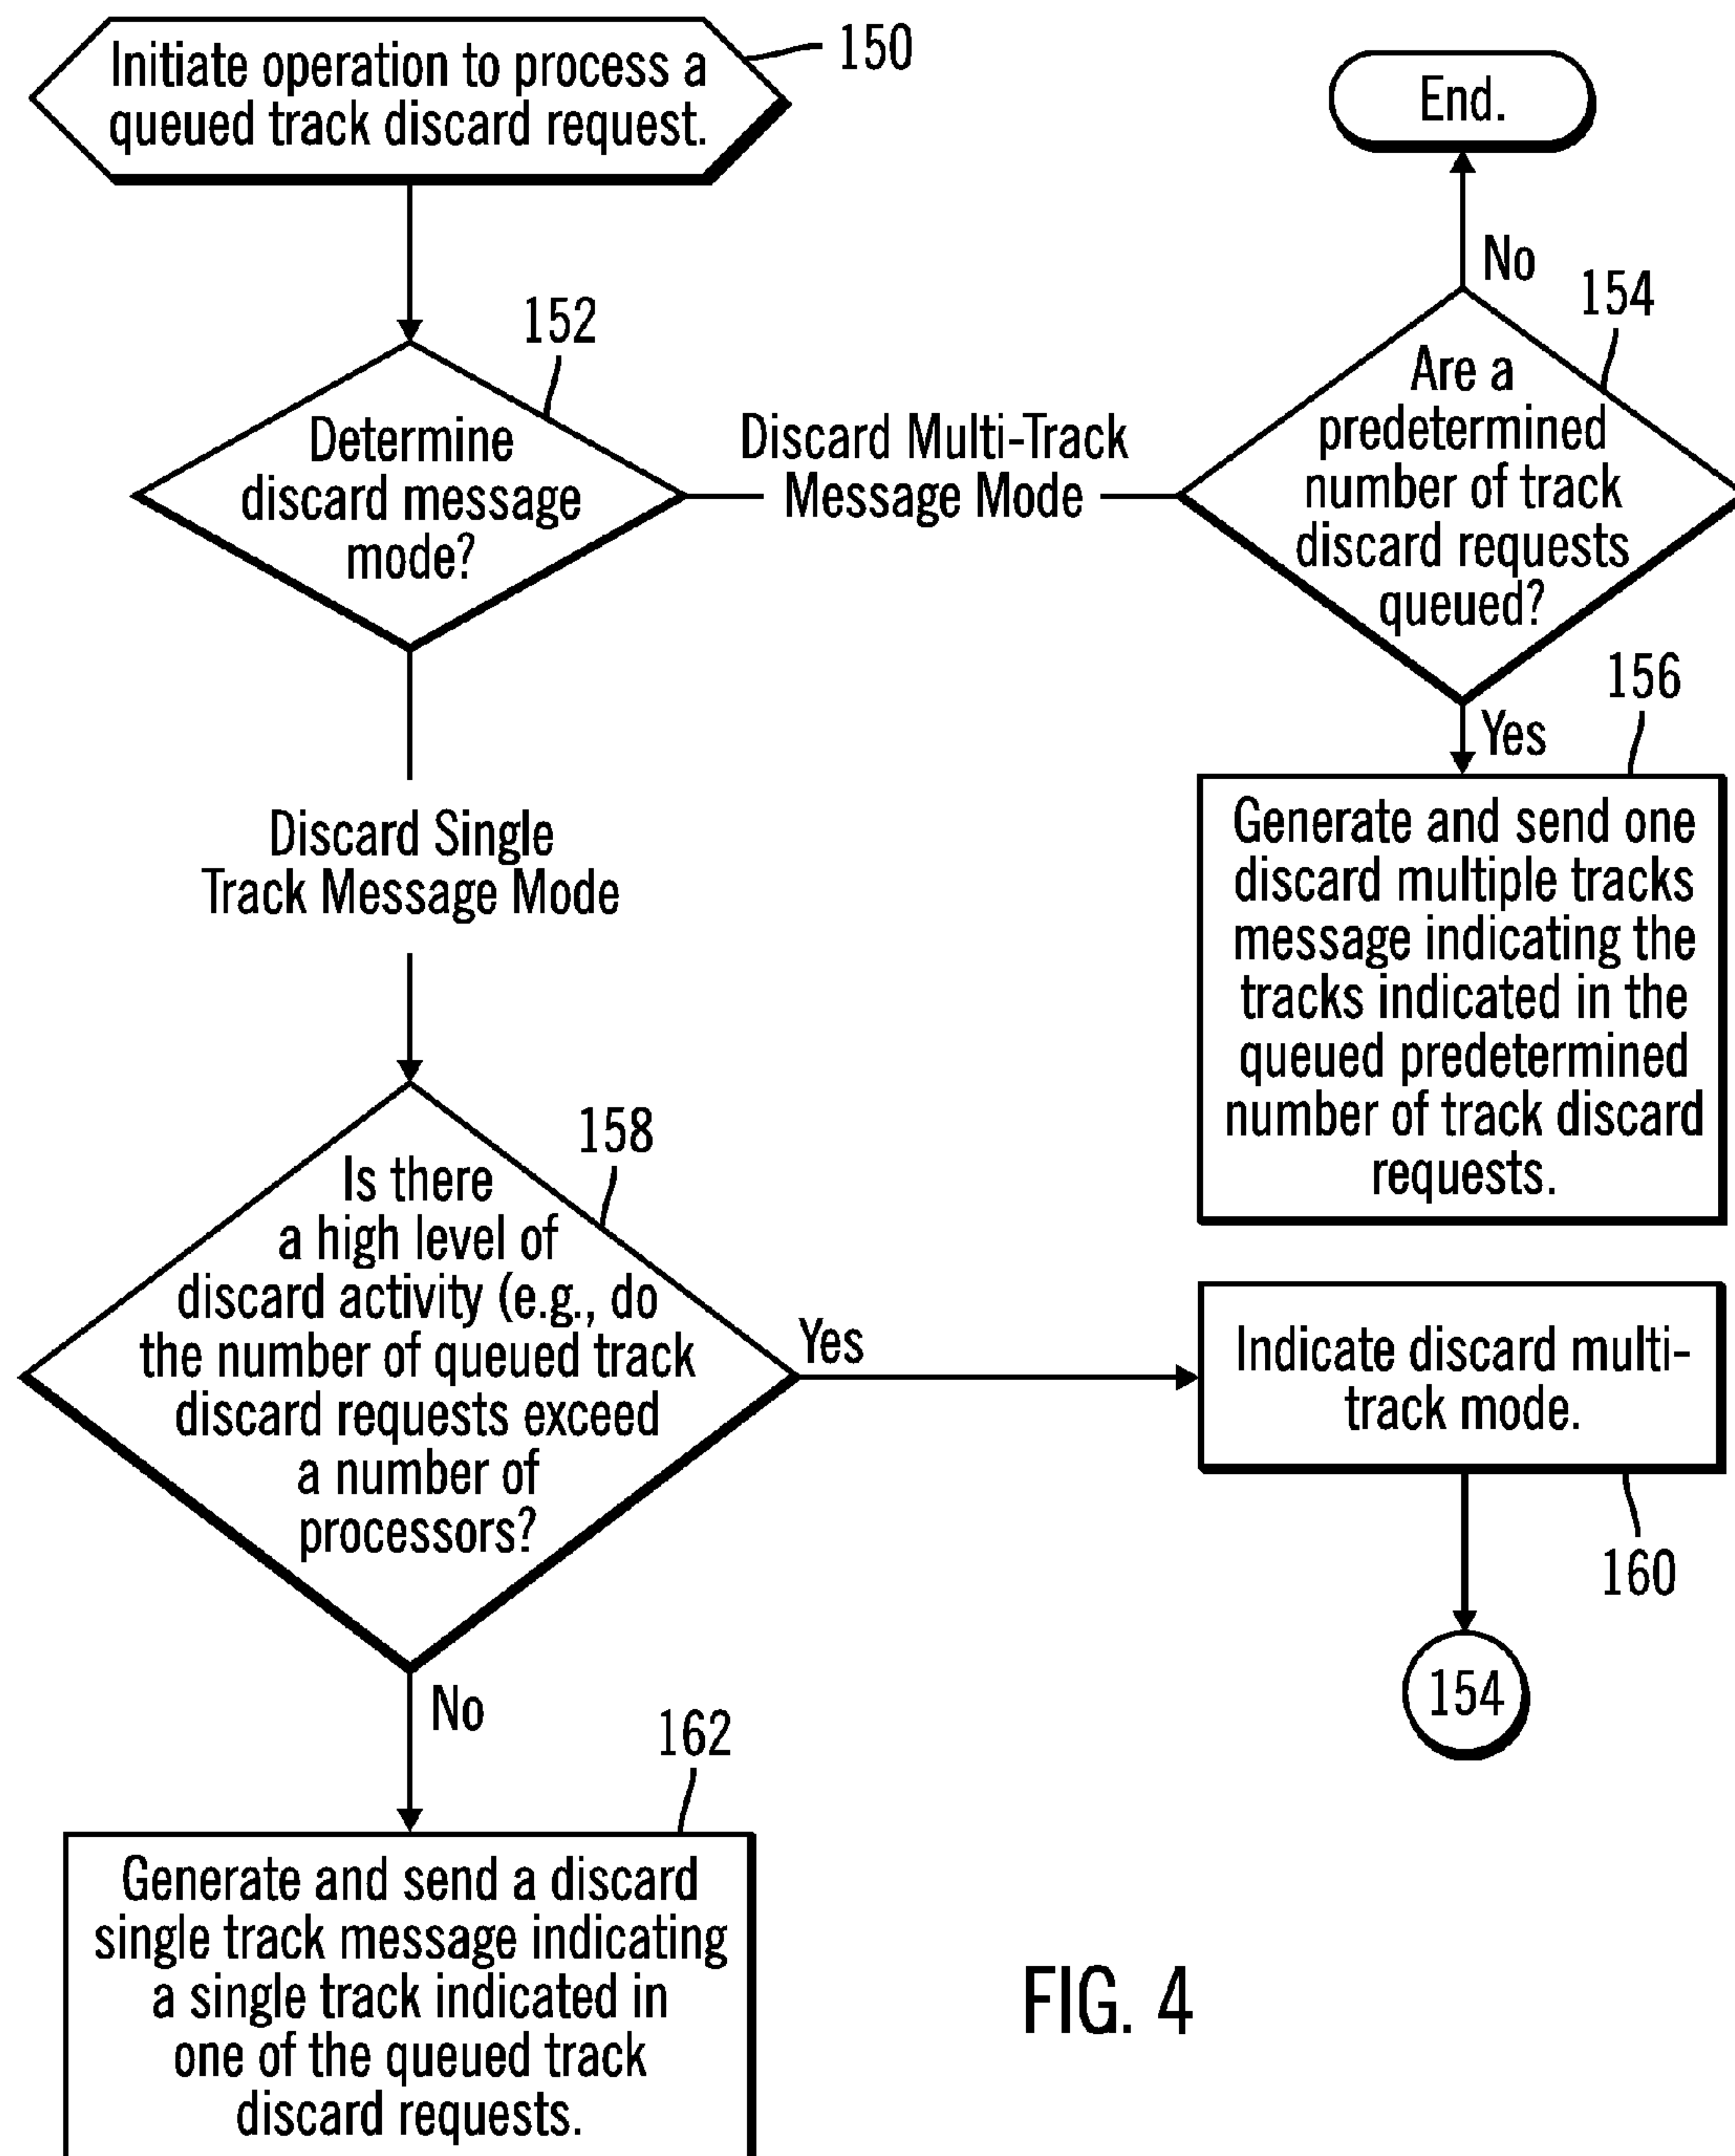 Initiate operation to process a
queued track discard request.
150
152
Determine
discard message
mode?
Discard Multi-Track
Message Mode
End.
No
154
Are a
predetermined
number of track
discard requests
queued?
Yes
156
Generate and send one
discard multiple tracks
message indicating the
tracks indicated in the
queued predetermined
number of track discard
requests.
Discard Single
Track Message Mode
158
Is there
a high level of
discard activity (e.g., do
the number of queued track
discard requests exceed
a number of
processors?
Yes
Indicate discard multi-
track mode.
160
154
No
162
Generate and send a discard
single track message indicating
a single track indicated in
one of the queued track
discard requests.
FIG. 4